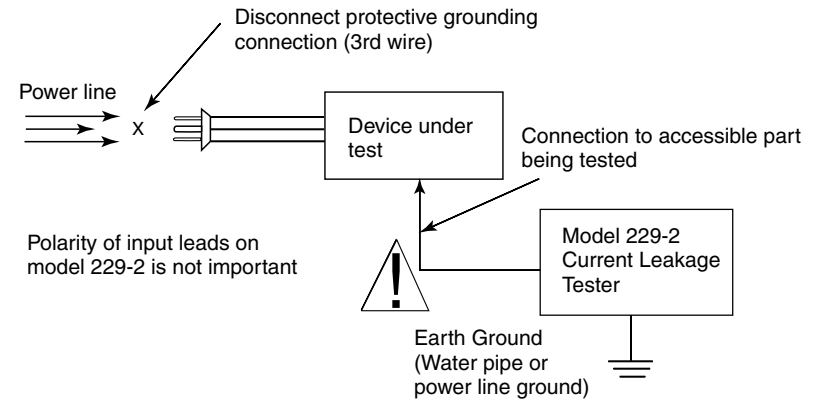 Disconnect protective grounding
connection (3rd wire)
Power line
X
Device under
test
Connection to accessible part
being tested
Polarity of input leads on
model 229-2 is not important
Model 229-2
Current Leakage
Tester
!
Earth Ground
(Water pipe or
power line ground)